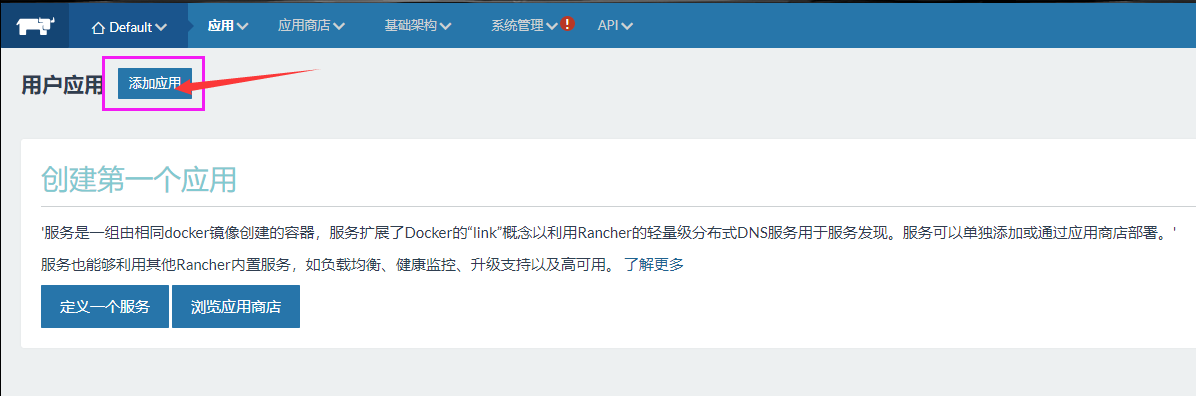 Default 应用 应用商店 基础架构 系统管理 API
用户应用 添加应用
创建第一个应用
'服务是一组由相同docker镜像创建的容器，服务扩展了Docker的“link”概念以利用Rancher的轻量级分布式DNS服务用于服务发现。服务可以单独添加或通过应用商店部署。'
服务也能够利用其他Rancher内置服务，如负载均衡、健康监控、升级支持以及高可用。 了解更多
定义一个服务 浏览应用商店